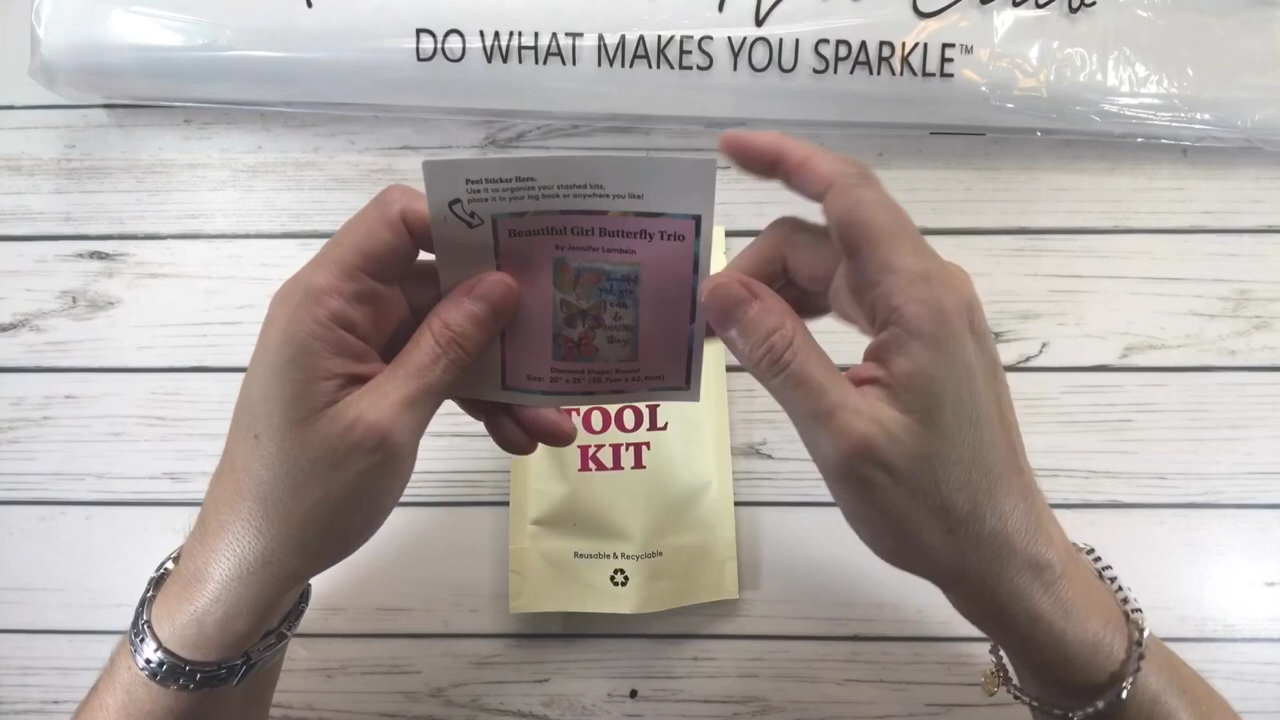 DO WHAT MAKES YOU SPARKLE™
Peel Sticker Here.
Use it to organize your stashed kits,
place it in your log book or anywhere you like!
Beautiful Girl Butterfly Trio
By Jennifer Lambein
Diamond Shape: Round
TOOL
KIT
Reusable & Recyclable
BREATHE